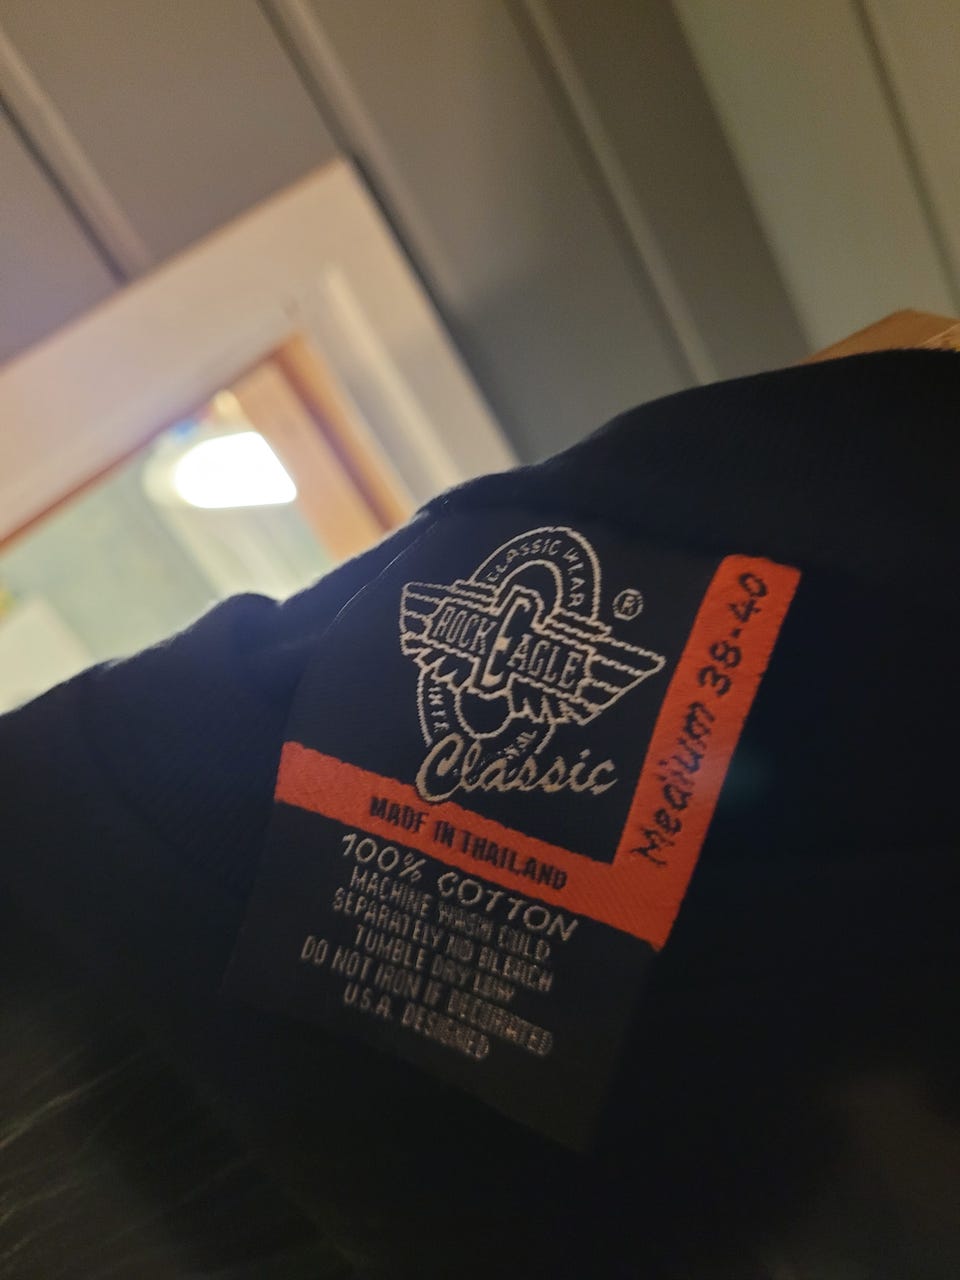 CLASSIC WEAR
ROCK EAGLE
®
Classic
Medium 38-40
MADE IN THAILAND
100% COTTON
MACHINE WASH COLD
SEPARATELY NO BLEACH
TUMBLE DRY LOW
DO NOT IRON IF DECORATED
U.S.A. DESIGNED